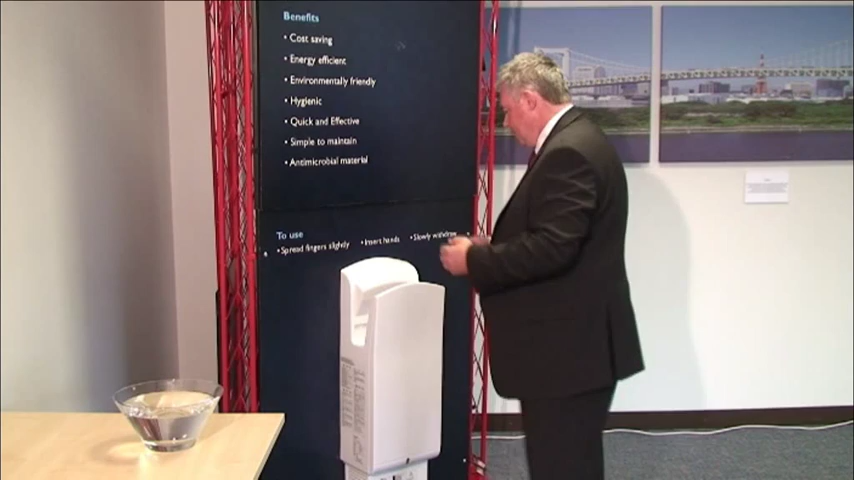 Benefits
• Cost saving
• Energy efficient
• Environmentally friendly
• Hygienic
• Quick and Effective
• Simple to maintain
• Antimicrobial material
To use
• Spread fingers slightly • Insert hands • Slowly withdraw